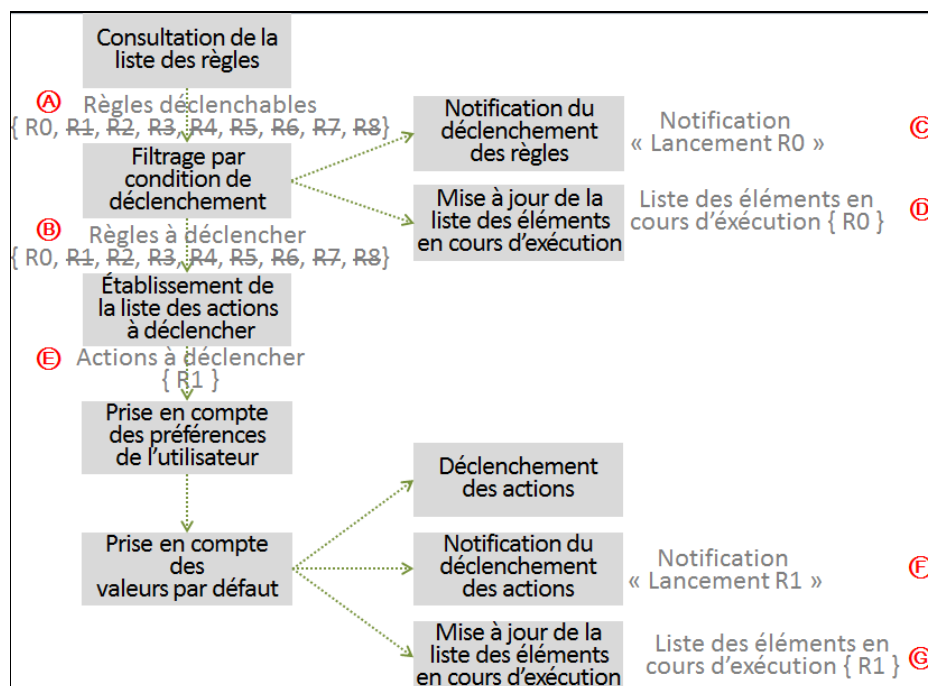 Consultation de la
liste des règles
Ⓐ Règles déclenchables
{ R0, R1, R2, R3, R4, R5, R6, R7, R8}
Filtrage par
condition de
déclenchement
Notification du
déclenchement
des règles
Notification
« Lancement R0 »
Ⓒ
Mise à jour de la
liste des éléments
en cours d'exécution
Liste des éléments en
cours d'éxécution { R0 }
Ⓓ
Ⓑ Règles à déclencher
{ R0, R1, R2, R3, R4, R5, R6, R7, R8}
Établissement de
la liste des actions
à déclencher
Ⓔ Actions à déclencher
{ R1 }
Prise en compte
des préférences
de l'utilisateur
Déclenchement
des actions
Prise en compte
des
valeurs par défaut
Notification du
déclenchement
des actions
Notification
« Lancement R1 »
Ⓕ
Mise à jour de la
liste des éléments
en cours d'exécution
Liste des éléments en
cours d'exécution { R1 }
Ⓖ